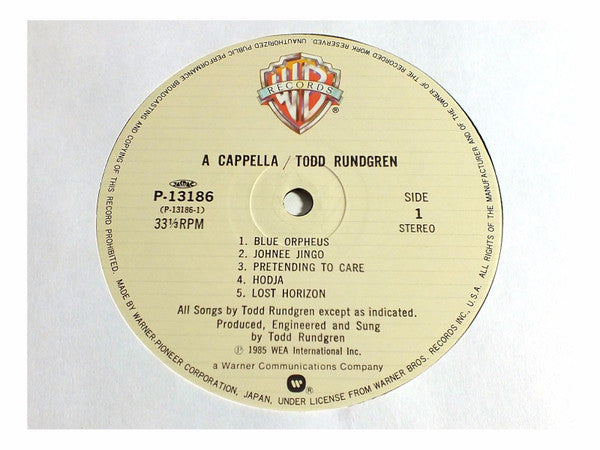 WB
RECORDS
®
A CAPPELLA / TODD RUNDGREN
P-13186
(P-13186-1)
33⅓RPM
SIDE
1
STEREO
1. BLUE ORPHEUS
2. JOHNEE JINGO
3. PRETENDING TO CARE
4. HODJA
5. LOST HORIZON
All Songs by Todd Rundgren except as indicated.
Produced, Engineered and Sung
by Todd Rundgren
℗ 1985 WEA International Inc.
a Warner Communications Company
®
MADE BY WARNER-PIONEER CORPORATION, JAPAN, UNDER LICENSE FROM WARNER BROS. RECORDS INC., U.S.A. ALL RIGHTS OF THE MANUFACTURER AND OF THE OWNER OF THE RECORDED WORK RESERVED. UNAUTHORIZED PUBLIC PERFORMANCE BROADCASTING AND COPYING OF THIS RECORD PROHIBITED.